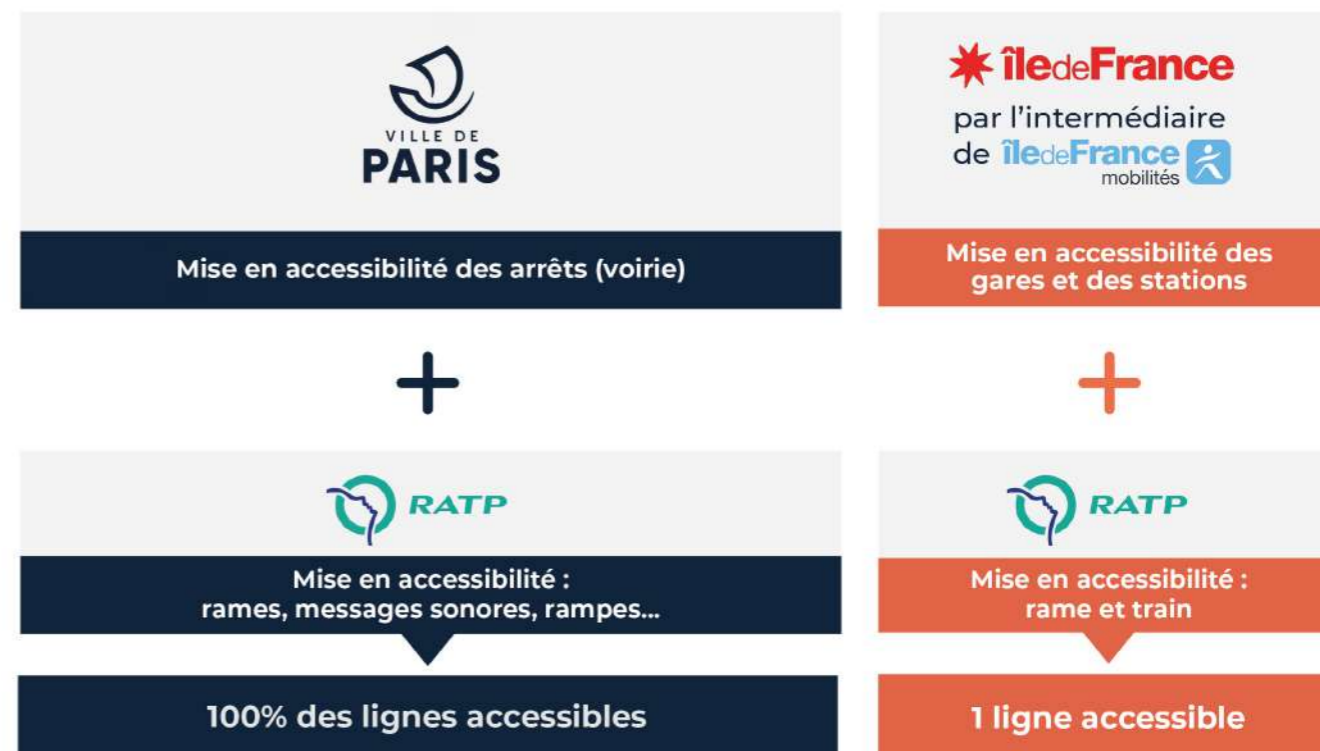 VILLE DE
PARIS
Mise en accessibilité des arrêts (voirie)
+
RATP
Mise en accessibilité :
rames, messages sonores, rampes...
100% des lignes accessibles
îledeFrance
par l'intermédiaire
de îledeFrance
mobilités
Mise en accessibilité des
gares et des stations
+
RATP
Mise en accessibilité :
rame et train
1 ligne accessible